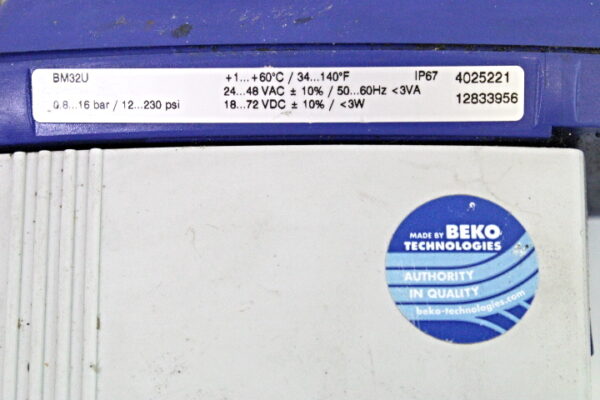 BM32U
+1...+60°C / 34...140°F
IP67
4025221
24...48 VAC ± 10% / 50...60Hz <3VA
0.8...16 bar / 12...230 psi
18...72 VDC ± 10% / <3W
12833956
MADE BY BEKO
TECHNOLOGIES
AUTHORITY
IN QUALITY
beko-technologies.com